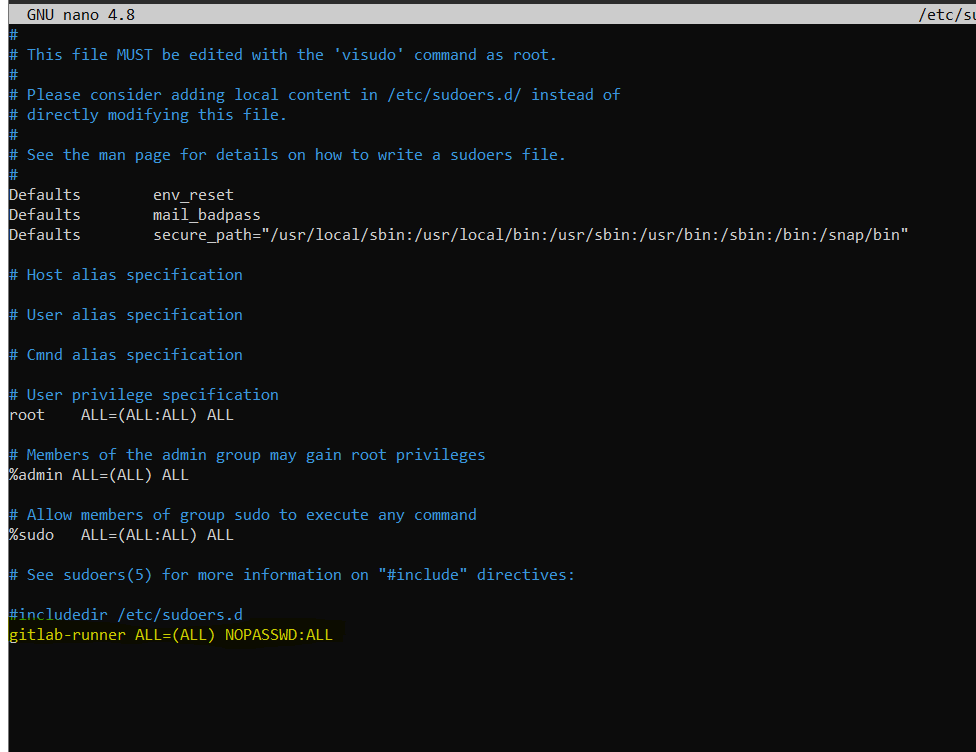 GNU nano 4.8 /etc/su
#
# This file MUST be edited with the 'visudo' command as root.
#
# Please consider adding local content in /etc/sudoers.d/ instead of
# directly modifying this file.
#
# See the man page for details on how to write a sudoers file.
#
Defaults        env_reset
Defaults        mail_badpass
Defaults        secure_path="/usr/local/sbin:/usr/local/bin:/usr/sbin:/usr/bin:/sbin:/bin:/snap/bin"
# Host alias specification
# User alias specification
# Cmnd alias specification
# User privilege specification
root    ALL=(ALL:ALL) ALL
# Members of the admin group may gain root privileges
%admin ALL=(ALL) ALL
# Allow members of group sudo to execute any command
%sudo   ALL=(ALL:ALL) ALL
# See sudoers(5) for more information on "#include" directives:
#includedir /etc/sudoers.d
gitlab-runner ALL=(ALL) NOPASSWD:ALL